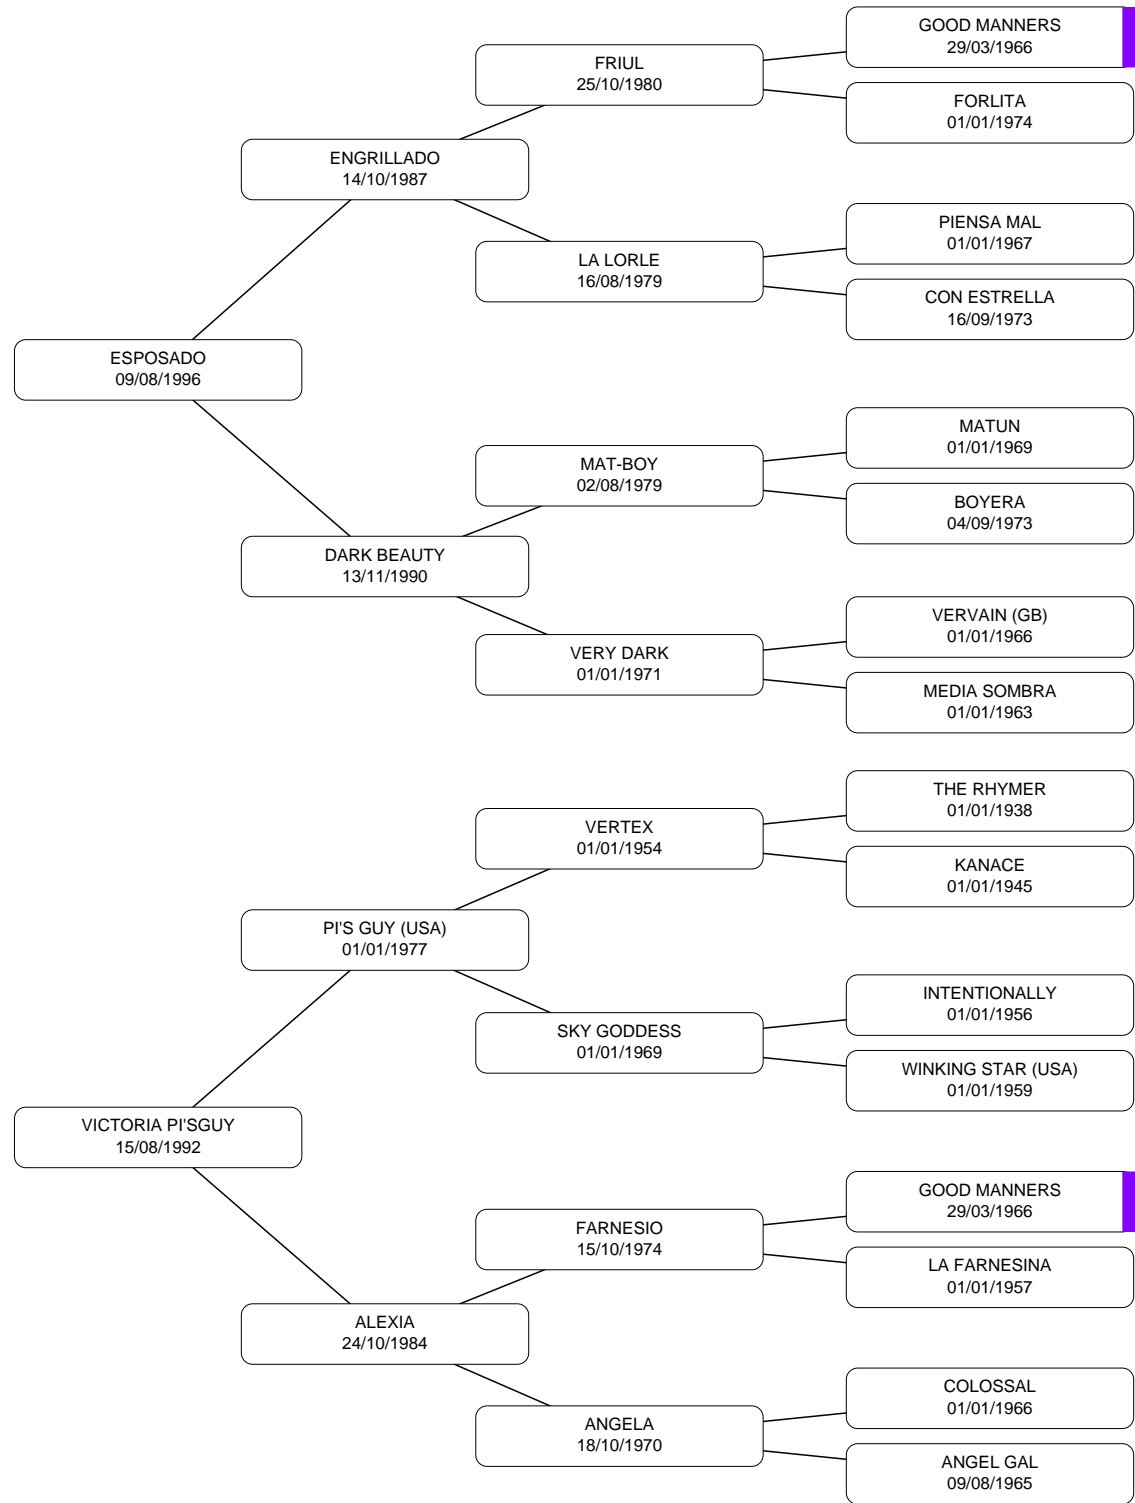 GOOD MANNERS
29/03/1966
FRIUL
25/10/1980
FORLITA
01/01/1974
ENGRILLADO
14/10/1987
PIENSA MAL
01/01/1967
LA LORLE
16/08/1979
CON ESTRELLA
16/09/1973
ESPOSADO
09/08/1996
MATUN
01/01/1969
MAT-BOY
02/08/1979
BOYERA
04/09/1973
DARK BEAUTY
13/11/1990
VERVAIN (GB)
01/01/1966
VERY DARK
01/01/1971
MEDIA SOMBRA
01/01/1963
THE RHYMER
01/01/1938
VERTEX
01/01/1954
KANACE
01/01/1945
PI'S GUY (USA)
01/01/1977
INTENTIONALLY
01/01/1956
SKY GODDESS
01/01/1969
WINKING STAR (USA)
01/01/1959
VICTORIA PI'SGUY
15/08/1992
GOOD MANNERS
29/03/1966
FARNESIO
15/10/1974
LA FARNESINA
01/01/1957
ALEXIA
24/10/1984
COLOSSAL
01/01/1966
ANGELA
18/10/1970
ANGEL GAL
09/08/1965